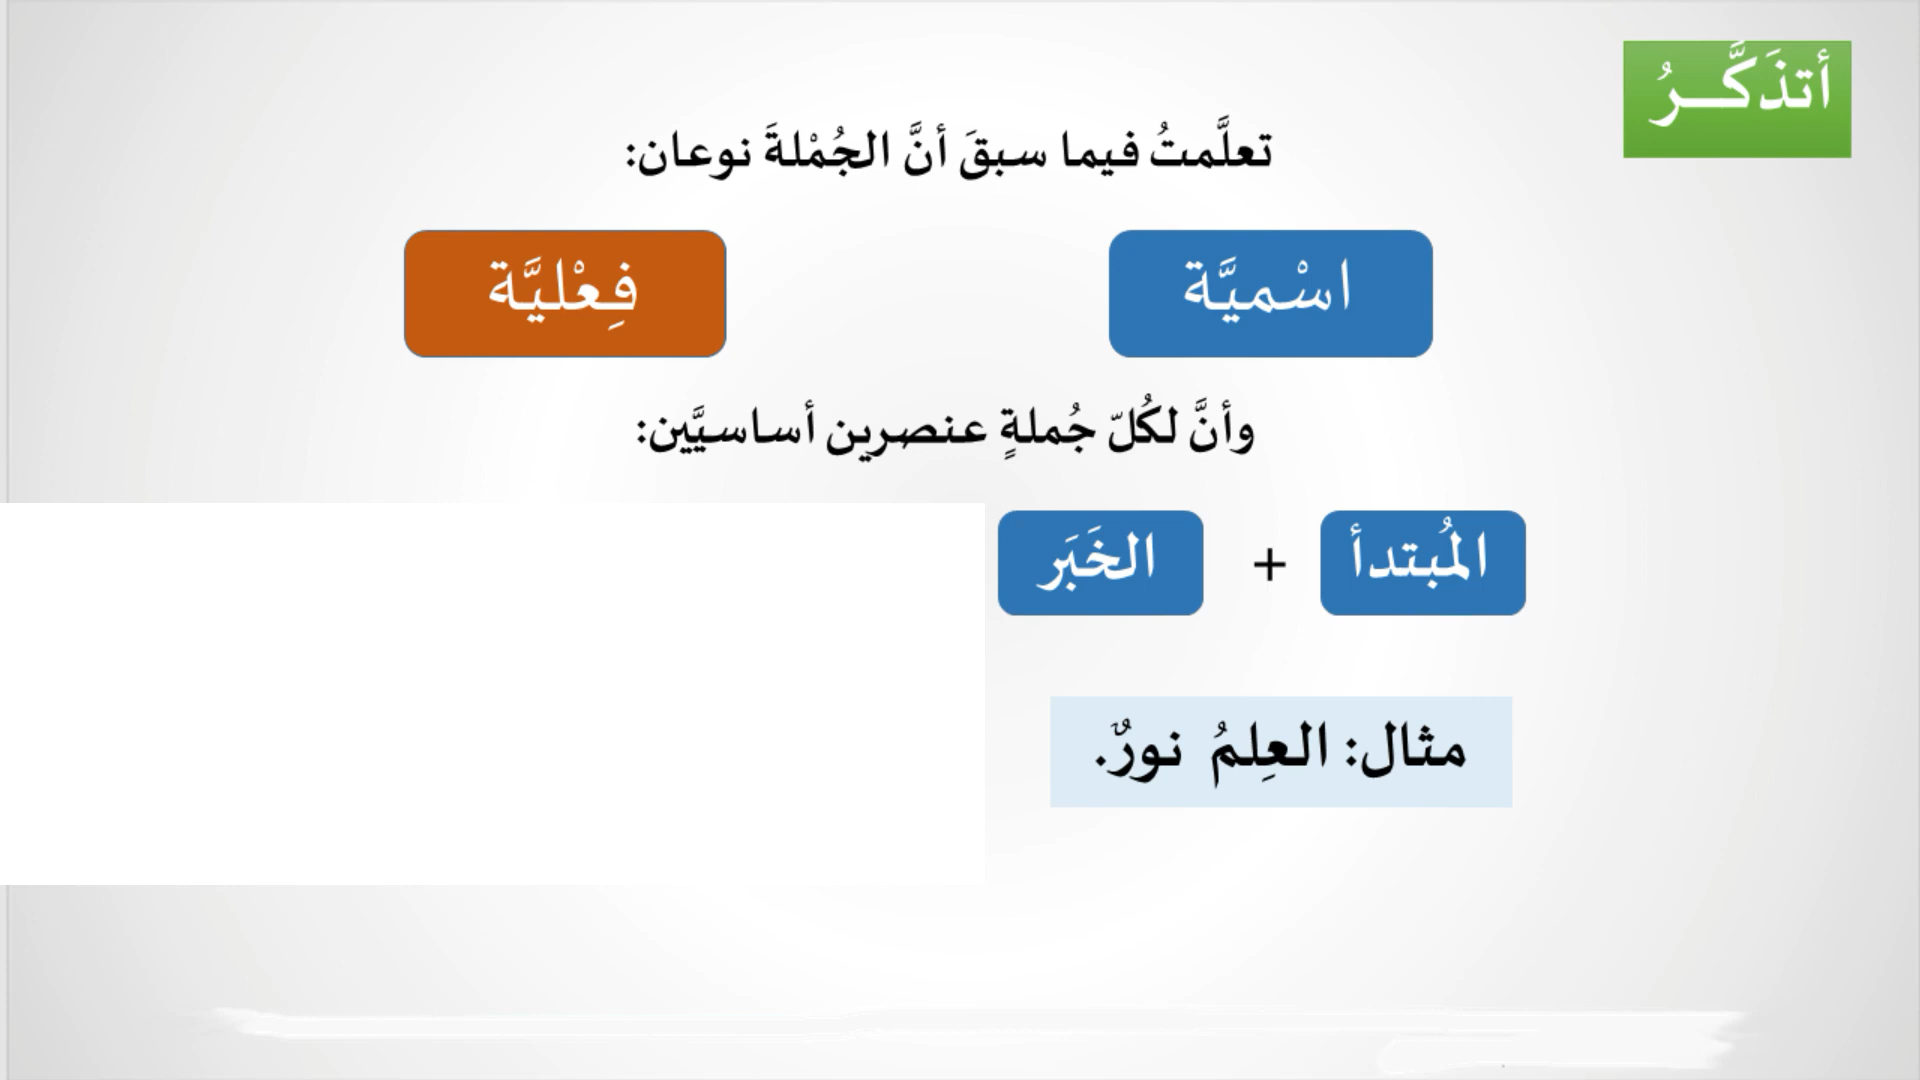 أتذَكَّـــرُ
تعلَّمتُ فيما سبقَ أنَّ الجُمْلةَ نوعان:
اسْميَّة
فِعْليَّة
وأنَّ لكُلّ جُملةٍ عنصرين أساسيَّين:
المُبتدأ + الخَبَر
مثال: العِلمُ نورٌ.